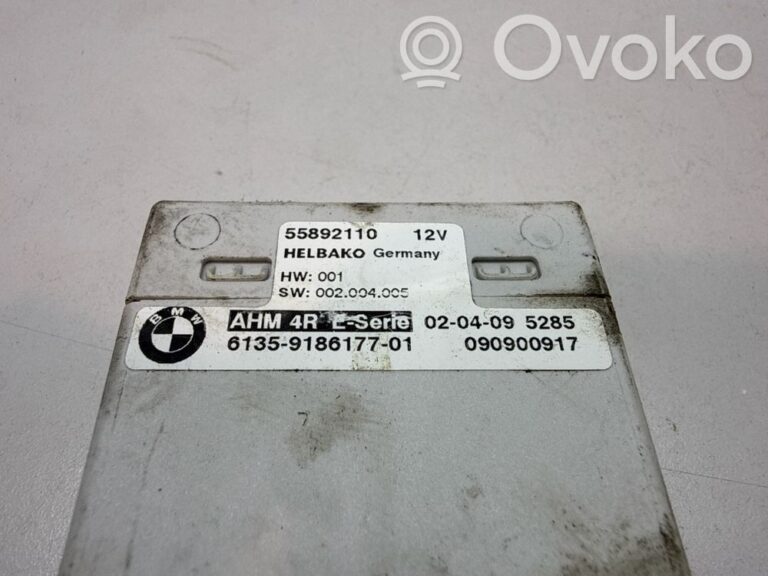 Ovoko
55892110 12V
HELBAKO Germany
HW: 001
SW: 002.004.005
BMW
AHM 4R E-Serie 02-04-09 5285
6135-9186177-01 090900917